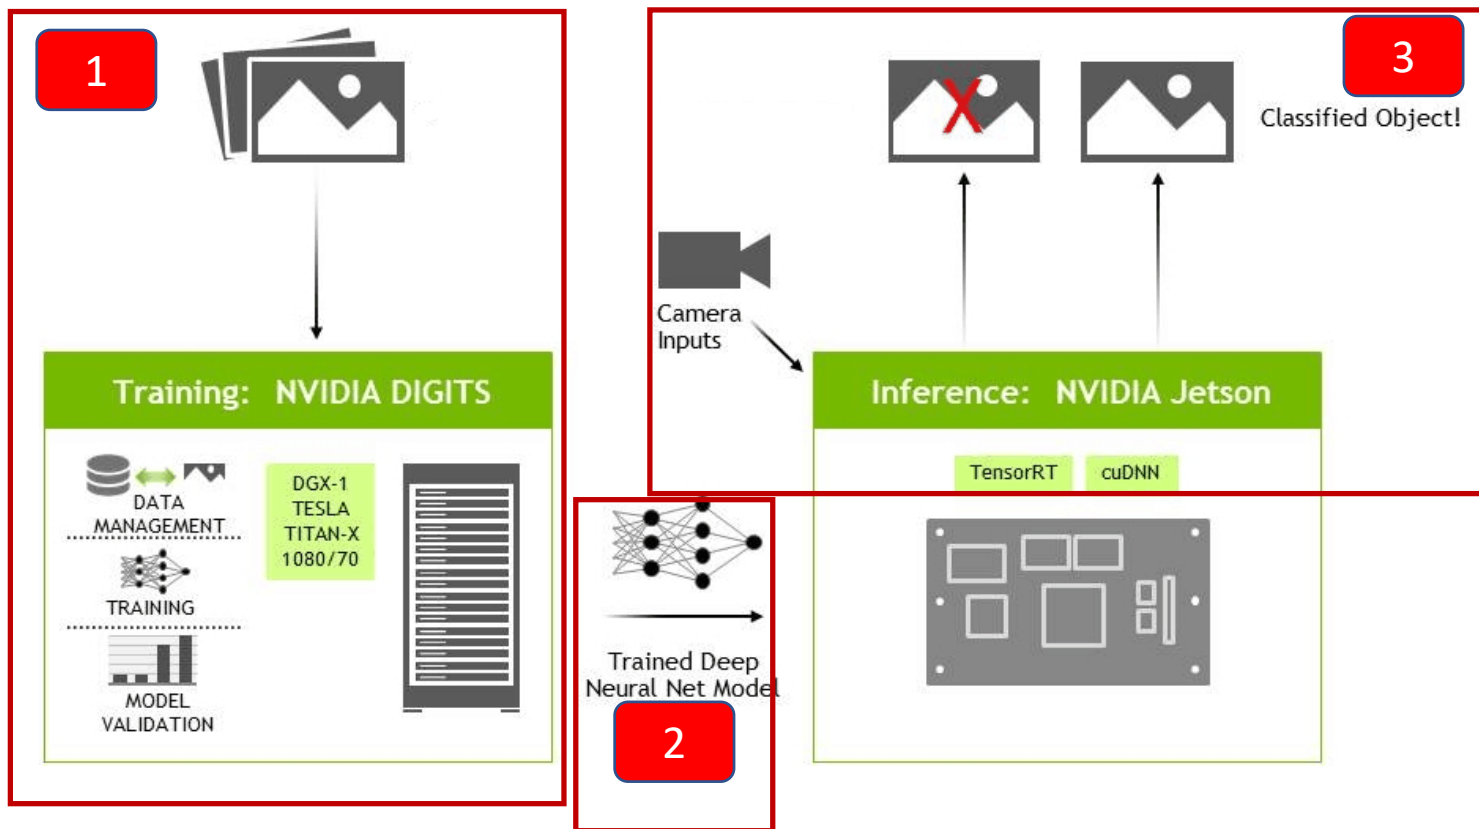 1
Training: NVIDIA DIGITS
DATA
MANAGEMENT
TRAINING
MODEL
VALIDATION
DGX-1
TESLA
TITAN-X
1080/70
Trained Deep
Neural Net Model
2
3
Classified Object!
X
Camera
Inputs
Inference: NVIDIA Jetson
TensorRT
cuDNN